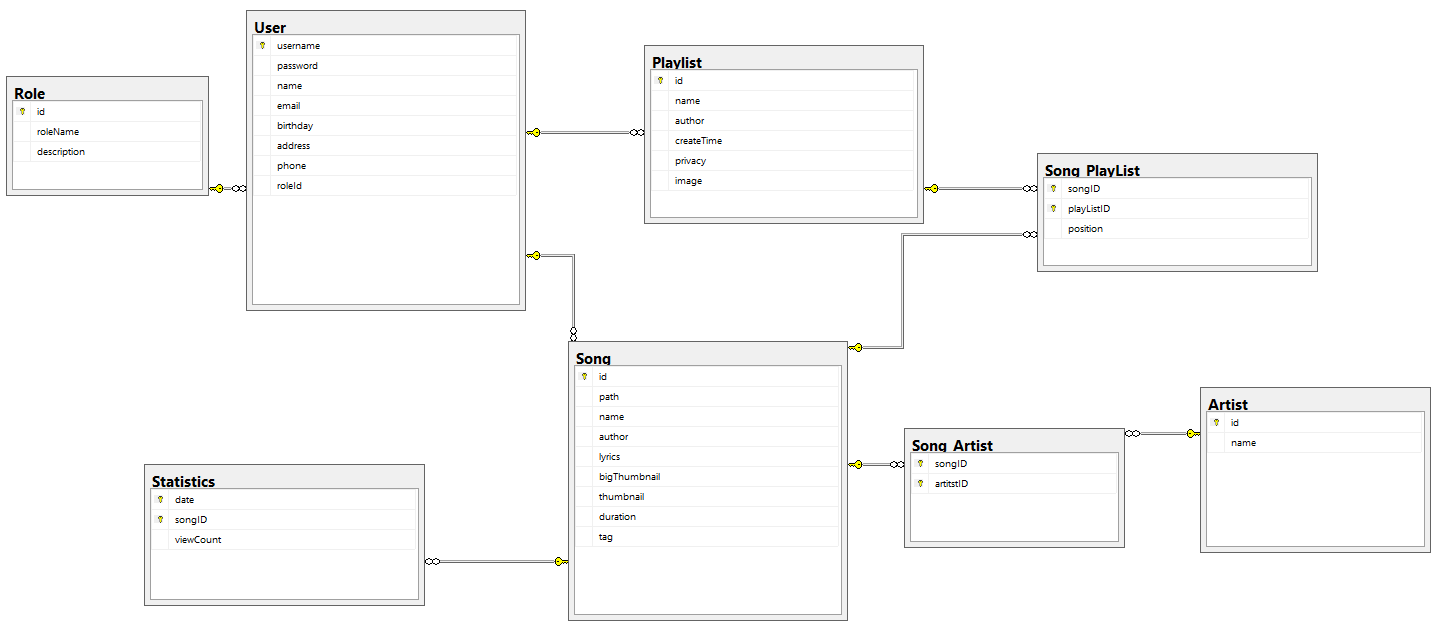 Role
id
roleName
description
User
username
password
name
email
birthday
address
phone
roleId
Playlist
id
name
author
createTime
privacy
image
Song_PlayList
songID
playListID
position
Song
id
path
name
author
lyrics
bigThumbnail
thumbnail
duration
tag
Statistics
date
songID
viewCount
Song_Artist
songID
artitstID
Artist
id
name